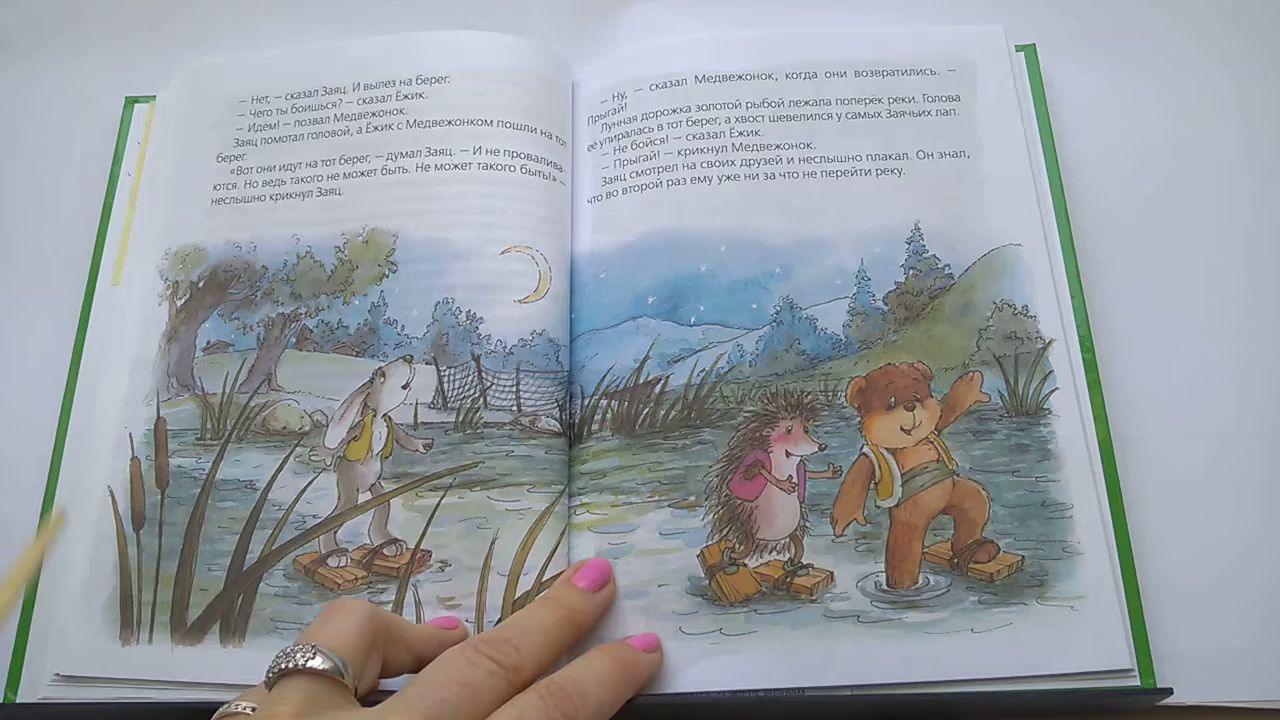 — Нет, — сказал Заяц. И вылез на берег.
— Чего ты боишься? — сказал Ёжик.
— Идём! — позвал Медвежонок.
Заяц помотал головой, а Ёжик с Медвежонком пошли на тот
берег.
«Вот они идут на тот берег, — думал Заяц. — И не провалива-
ются. Но ведь такого не может быть. Не может такого быть!» —
неслышно крикнул Заяц.
— Ну, — сказал Медвежонок, когда они возвратились. —
Прыгай!
Лунная дорожка золотой рыбой лежала поперёк реки. Голова
её упиралась в тот берег, а хвост шевелился у самых Заячьих лап.
— Не бойся! — сказал Ёжик.
— Прыгай! — крикнул Медвежонок.
Заяц смотрел на своих друзей и неслышно плакал. Он знал,
что во второй раз ему уже ни за что не перейти реку.